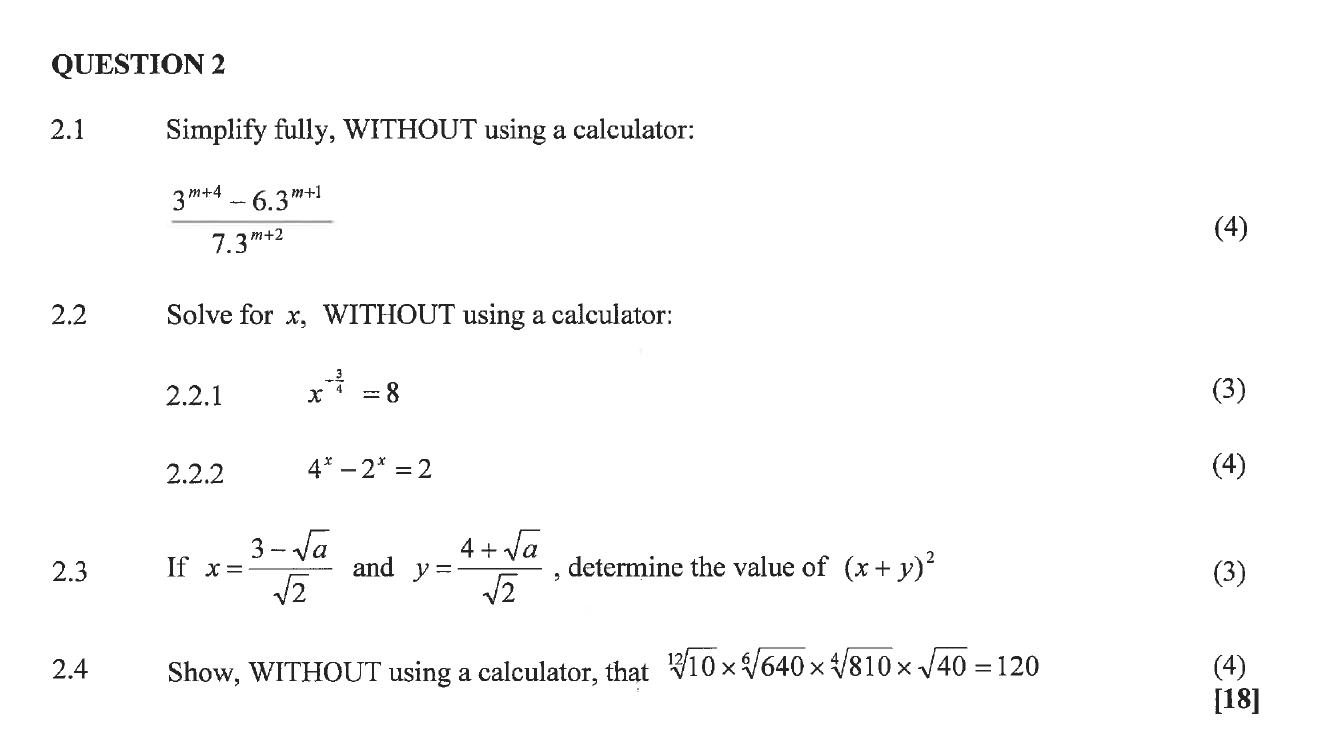 QUESTION 2
2.1 Simplify fully, WITHOUT using a calculator:
\frac{3^{m+4} - 6.3^{m+1}}{7.3^{m+2}} (4)
2.2 Solve for x, WITHOUT using a calculator:
2.2.1 x^{-\frac{3}{4}} = 8 (3)
2.2.2 4^x - 2^x = 2 (4)
2.3 If x = \frac{3 - \sqrt{a}}{\sqrt{2}} and y = \frac{4 + \sqrt{a}}{\sqrt{2}} , determine the value of (x + y)^2 (3)
2.4 Show, WITHOUT using a calculator, that \sqrt[12]{10} \times \sqrt[6]{640} \times \sqrt[4]{810} \times \sqrt{40} = 120 (4)
[18]